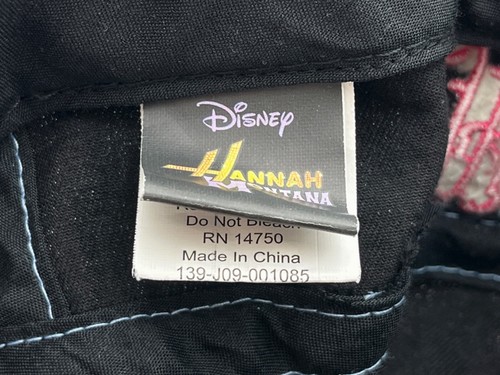 Disney
HANNAH
MONTANA
Do Not Bleach
RN 14750
Made In China
139-J09-001085